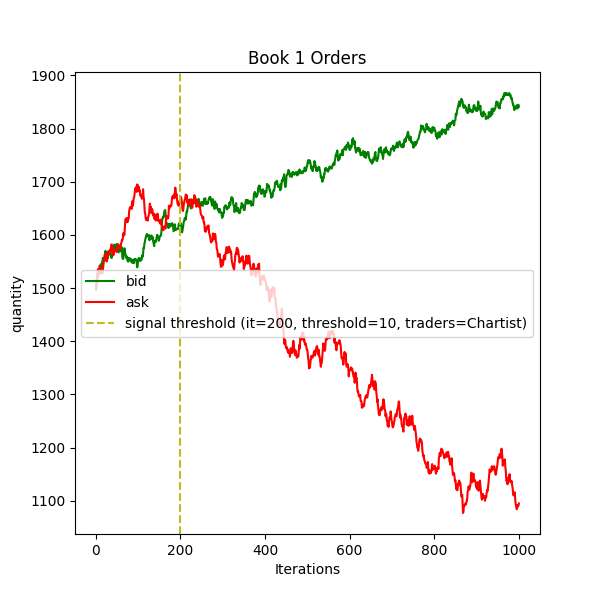 Book 1 Orders
1900
1800
1700
1600
1500
1400
1300
1200
1100
quantity
bid
ask
signal threshold (it=200, threshold=10, traders=Chartist)
0 200 400 600 800 1000
Iterations